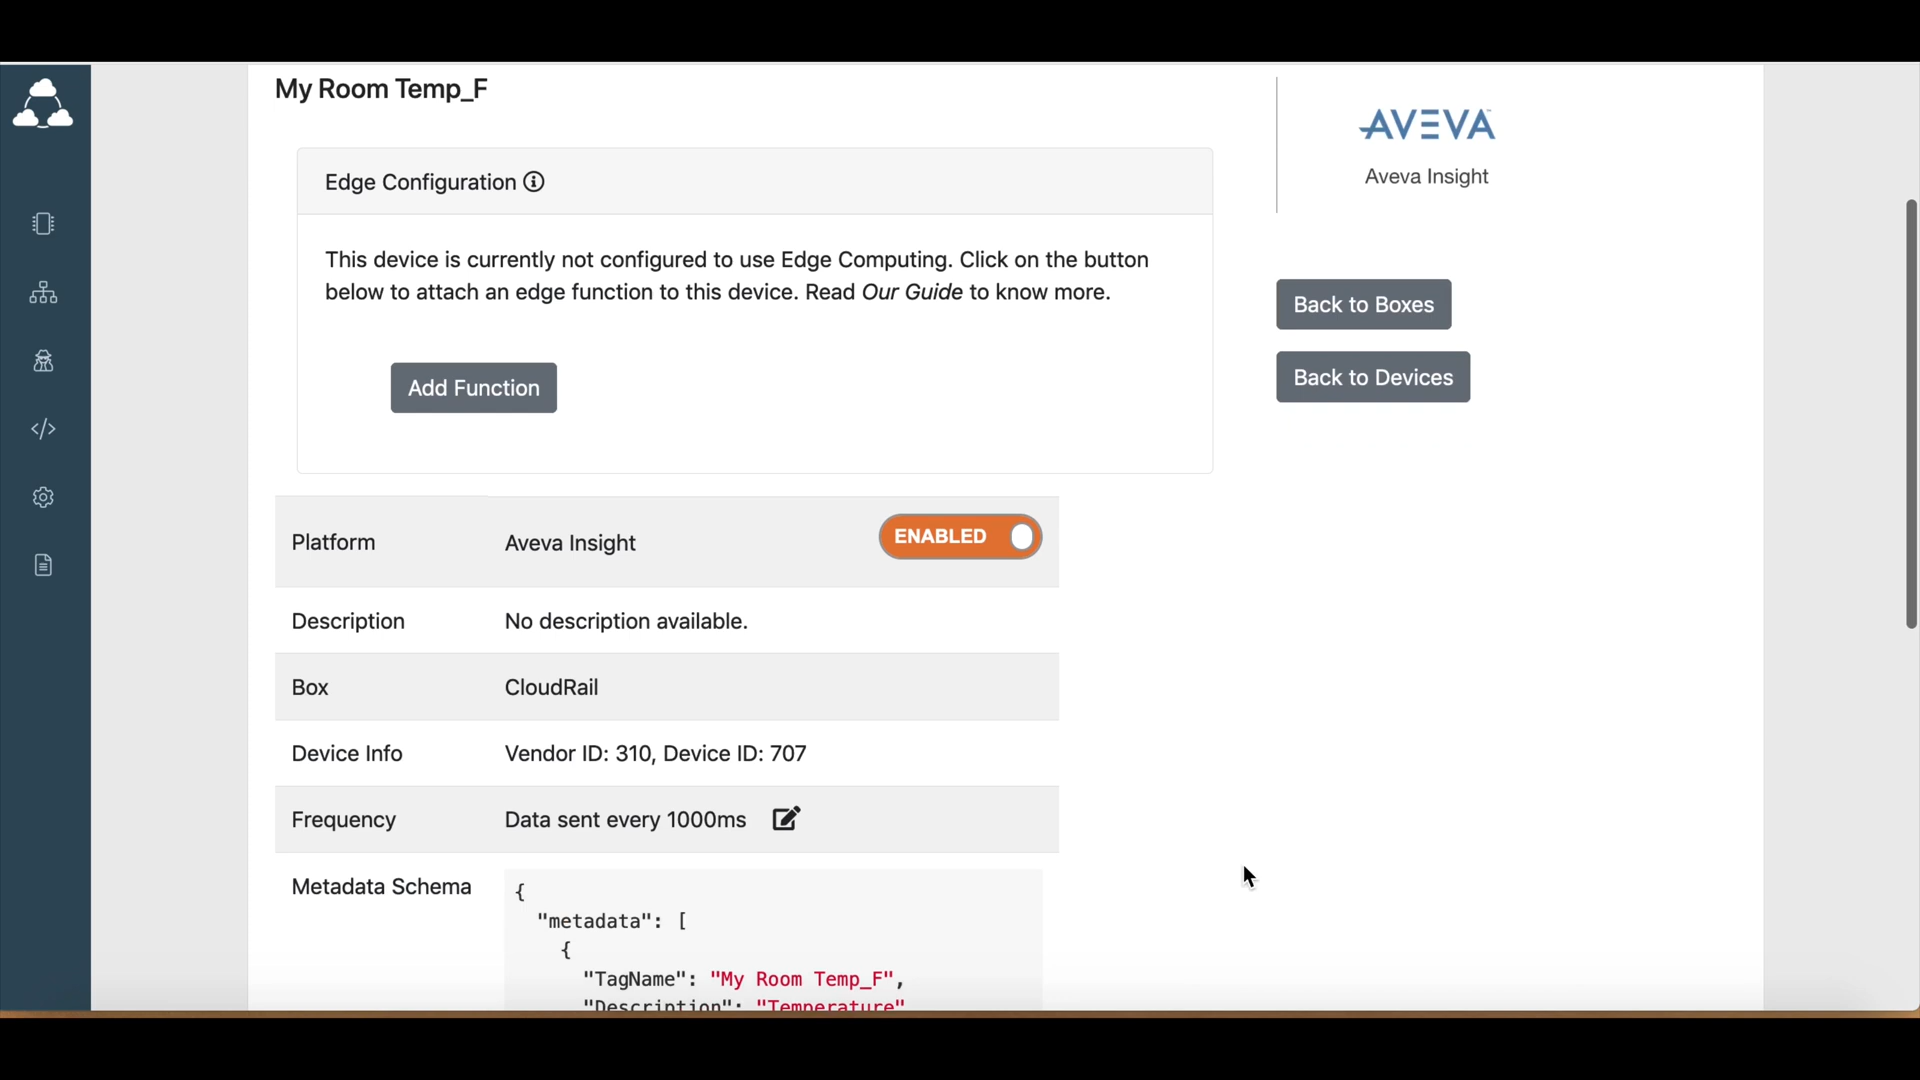 My Room Temp_F
AVEVA
Aveva Insight
Edge Configuration
This device is currently not configured to use Edge Computing. Click on the button
below to attach an edge function to this device. Read Our Guide to know more.
Add Function
Back to Boxes
Back to Devices
Platform Aveva Insight ENABLED
Description No description available.
Box CloudRail
Device Info Vendor ID: 310, Device ID: 707
Frequency Data sent every 1000ms
Metadata Schema {
"metadata": [
{
"TagName": "My Room Temp_F",
"Description": "Temperature"